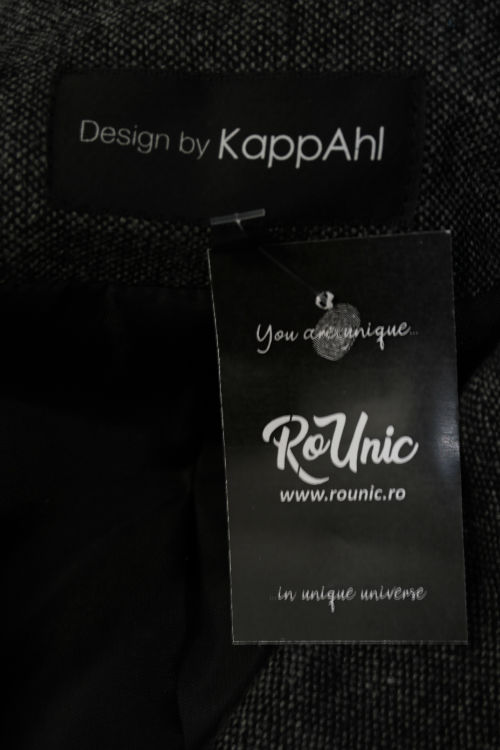 Design by KappAhl
You are unique...
RoUnic
www.rounic.ro
...in unique universe